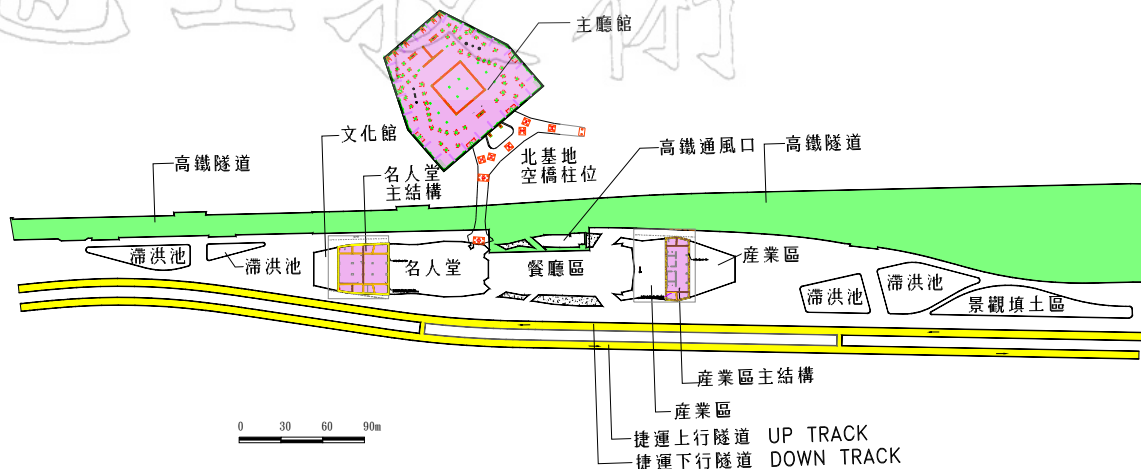 主廳館
文化館
高鐵隧道
名人堂
主結構
北基地
空橋柱位
高鐵通風口
高鐵隧道
滯洪池
滯洪池
名人堂
餐廳區
產業區
滯洪池
滯洪池
景觀填土區
產業區主結構
產業區
0 30 60 90m
捷運上行隧道 UP TRACK
捷運下行隧道 DOWN TRACK